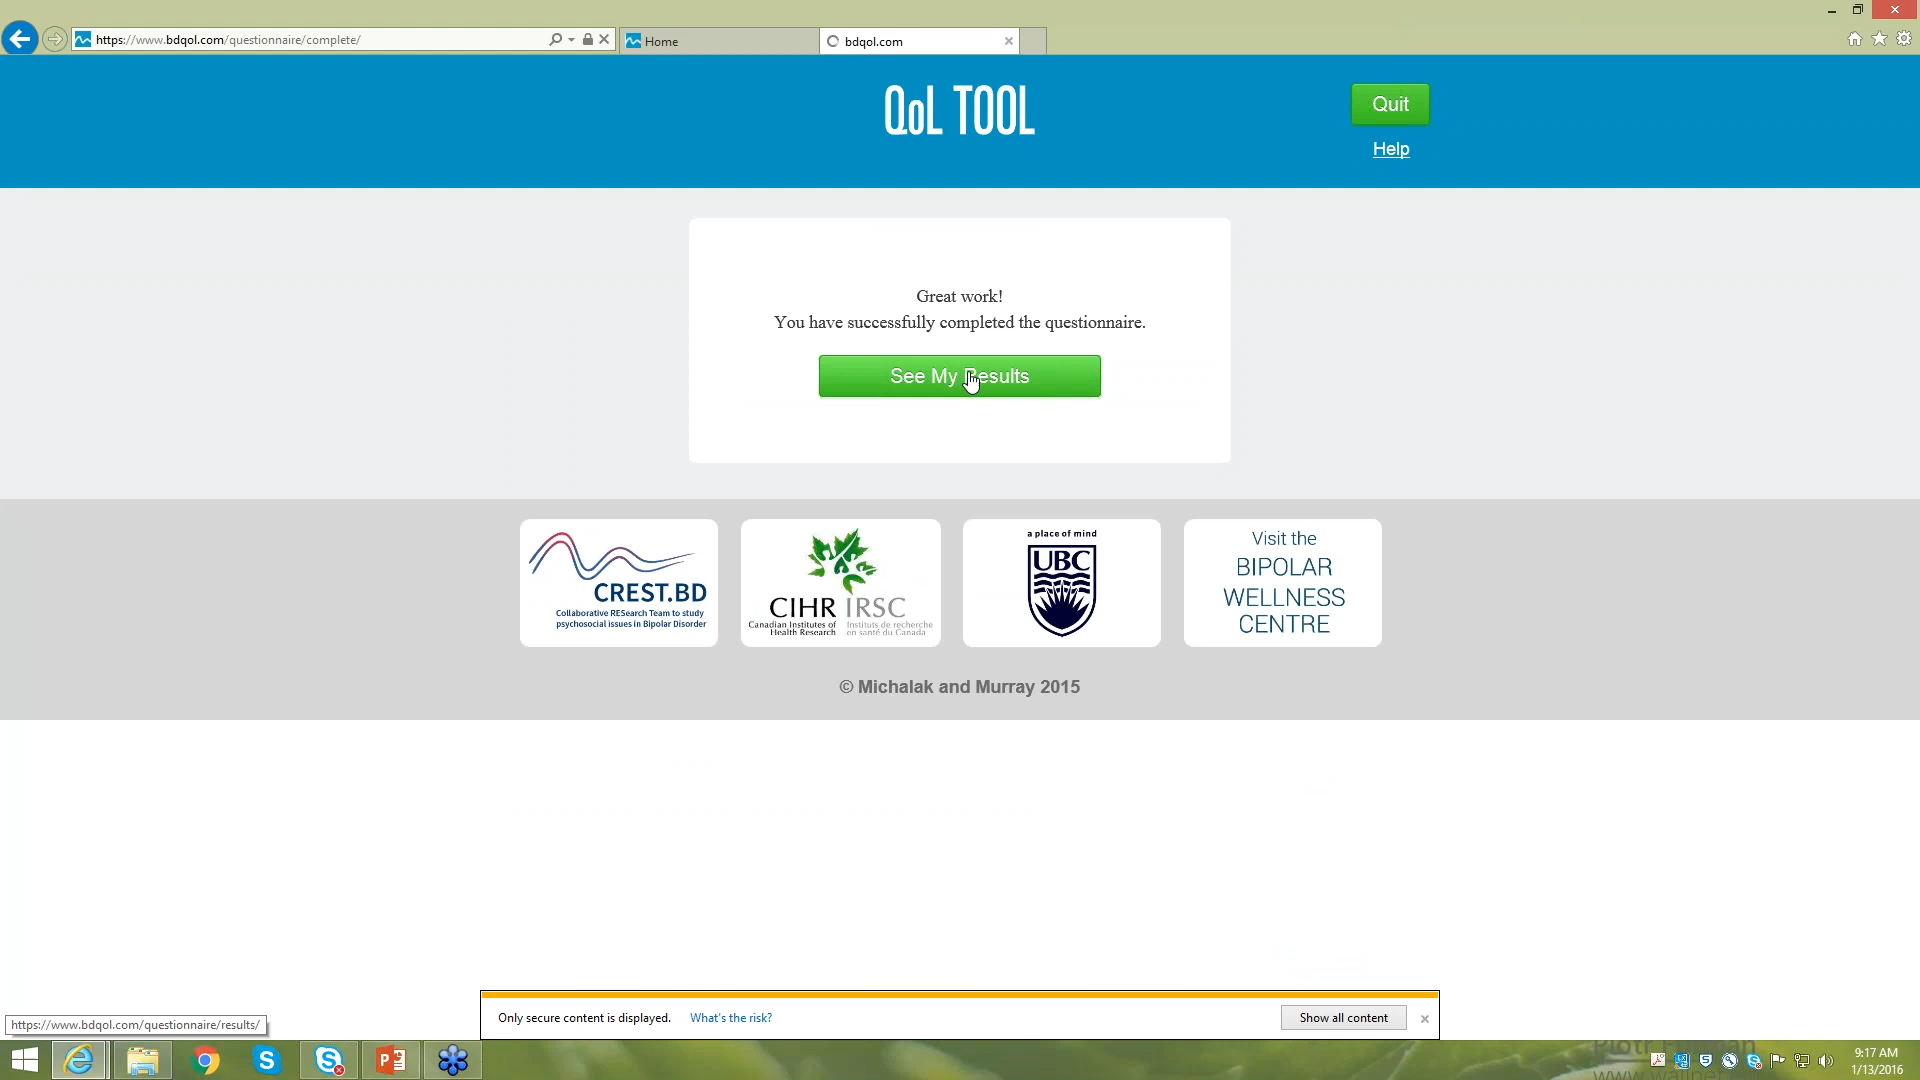 https://www.bdqol.com/questionnaire/complete/
Home
bdqol.com
QoL TOOL
Quit
Help
Great work!
You have successfully completed the questionnaire.
See My Results
CREST.BD
Collaborative RESearch Team to study
psychosocial issues in Bipolar Disorder
CIHR IRSC
Canadian Institutes of Health Research
Instituts de recherche en santé du Canada
a place of mind
UBC
Visit the
BIPOLAR
WELLNESS
CENTRE
© Michalak and Murray 2015
Only secure content is displayed.
What's the risk?
Show all content
https://www.bdqol.com/questionnaire/results/
9:17 AM
1/13/2016